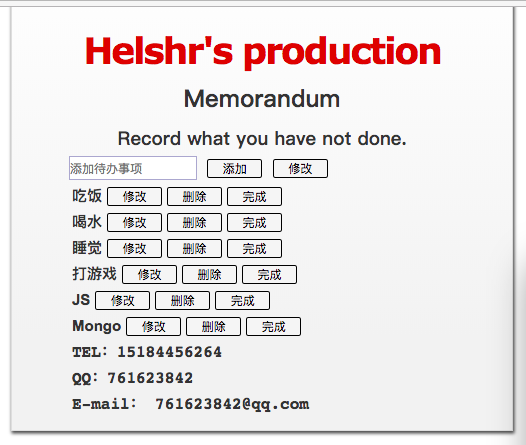 Helshr's production
Memorandum
Record what you have not done.
添加待办事项 添加 修改
吃饭 修改 删除 完成
喝水 修改 删除 完成
睡觉 修改 删除 完成
打游戏 修改 删除 完成
JS 修改 删除 完成
Mongo 修改 删除 完成
TEL: 15184456264
QQ: 761623842
E-mail: 761623842@qq.com